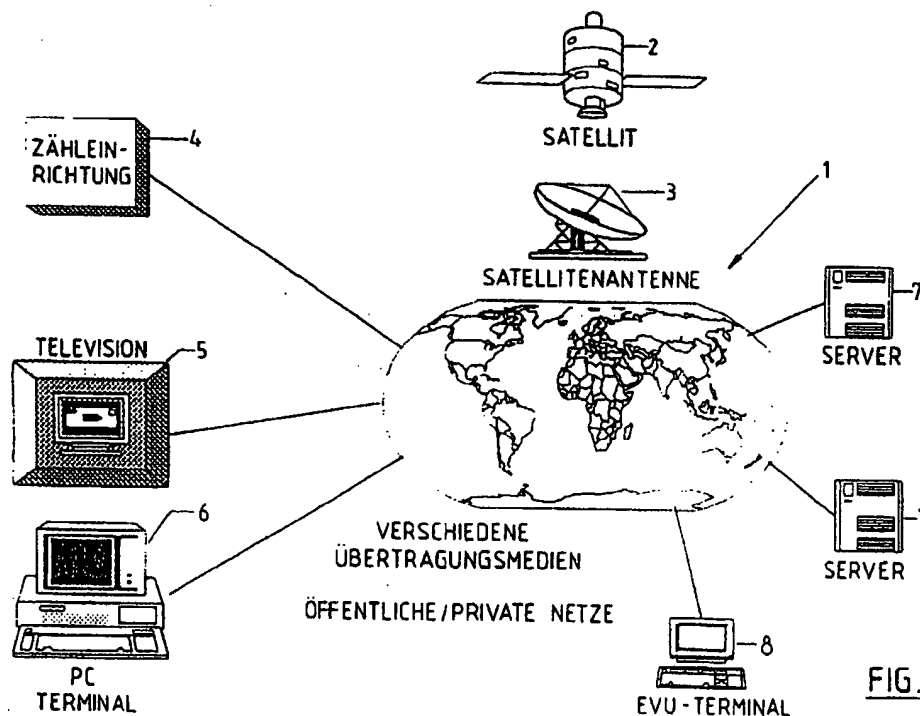 2
SATELLIT
4
ZÄHLEIN-
RICHTUNG
3
1
SATELLITENANTENNE
7
SERVER
TELEVISION
5
6
PC
TERMINAL
VERSCHIEDENE
ÜBERTRAGUNGSMEDIEN
ÖFFENTLICHE/PRIVATE NETZE
SERVER
8
EVU-TERMINAL
FIG.